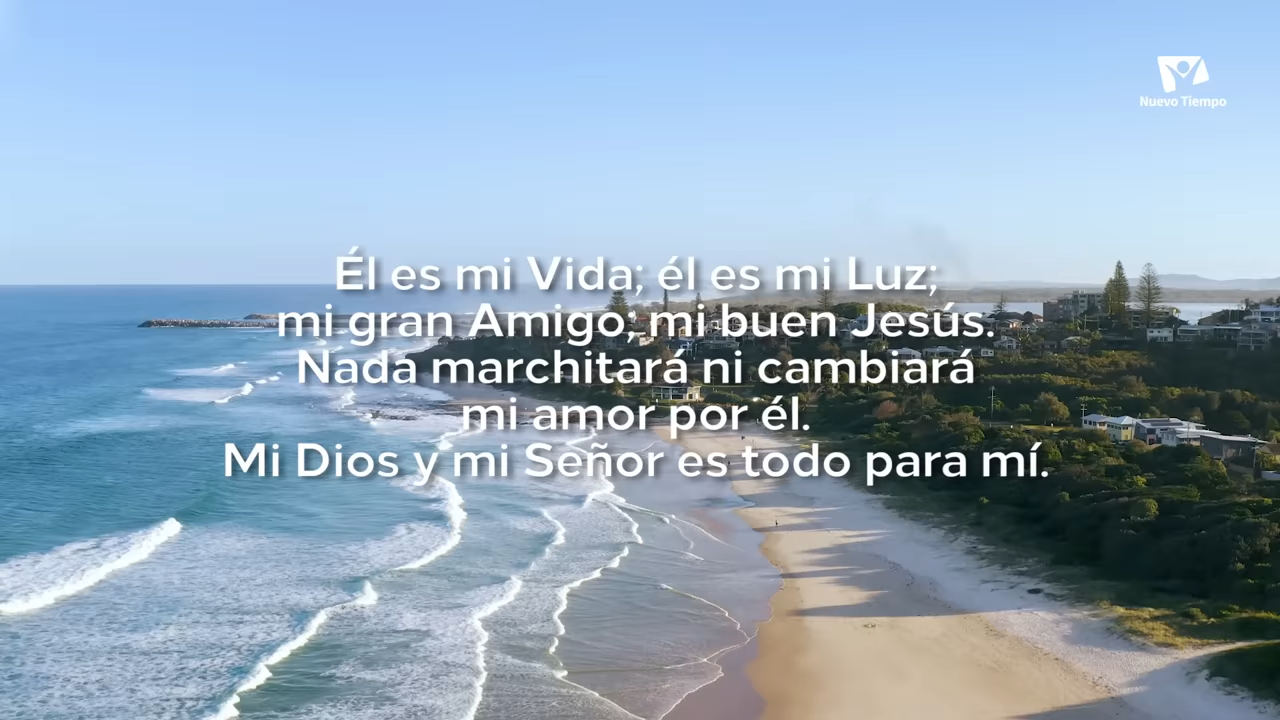 Nuevo Tiempo
Él es mi Vida; él es mi Luz;
mi gran Amigo; mi buen Jesús.
Nada marchitará ni cambiará
mi amor por él.
Mi Dios y mi Señor es todo para mí.